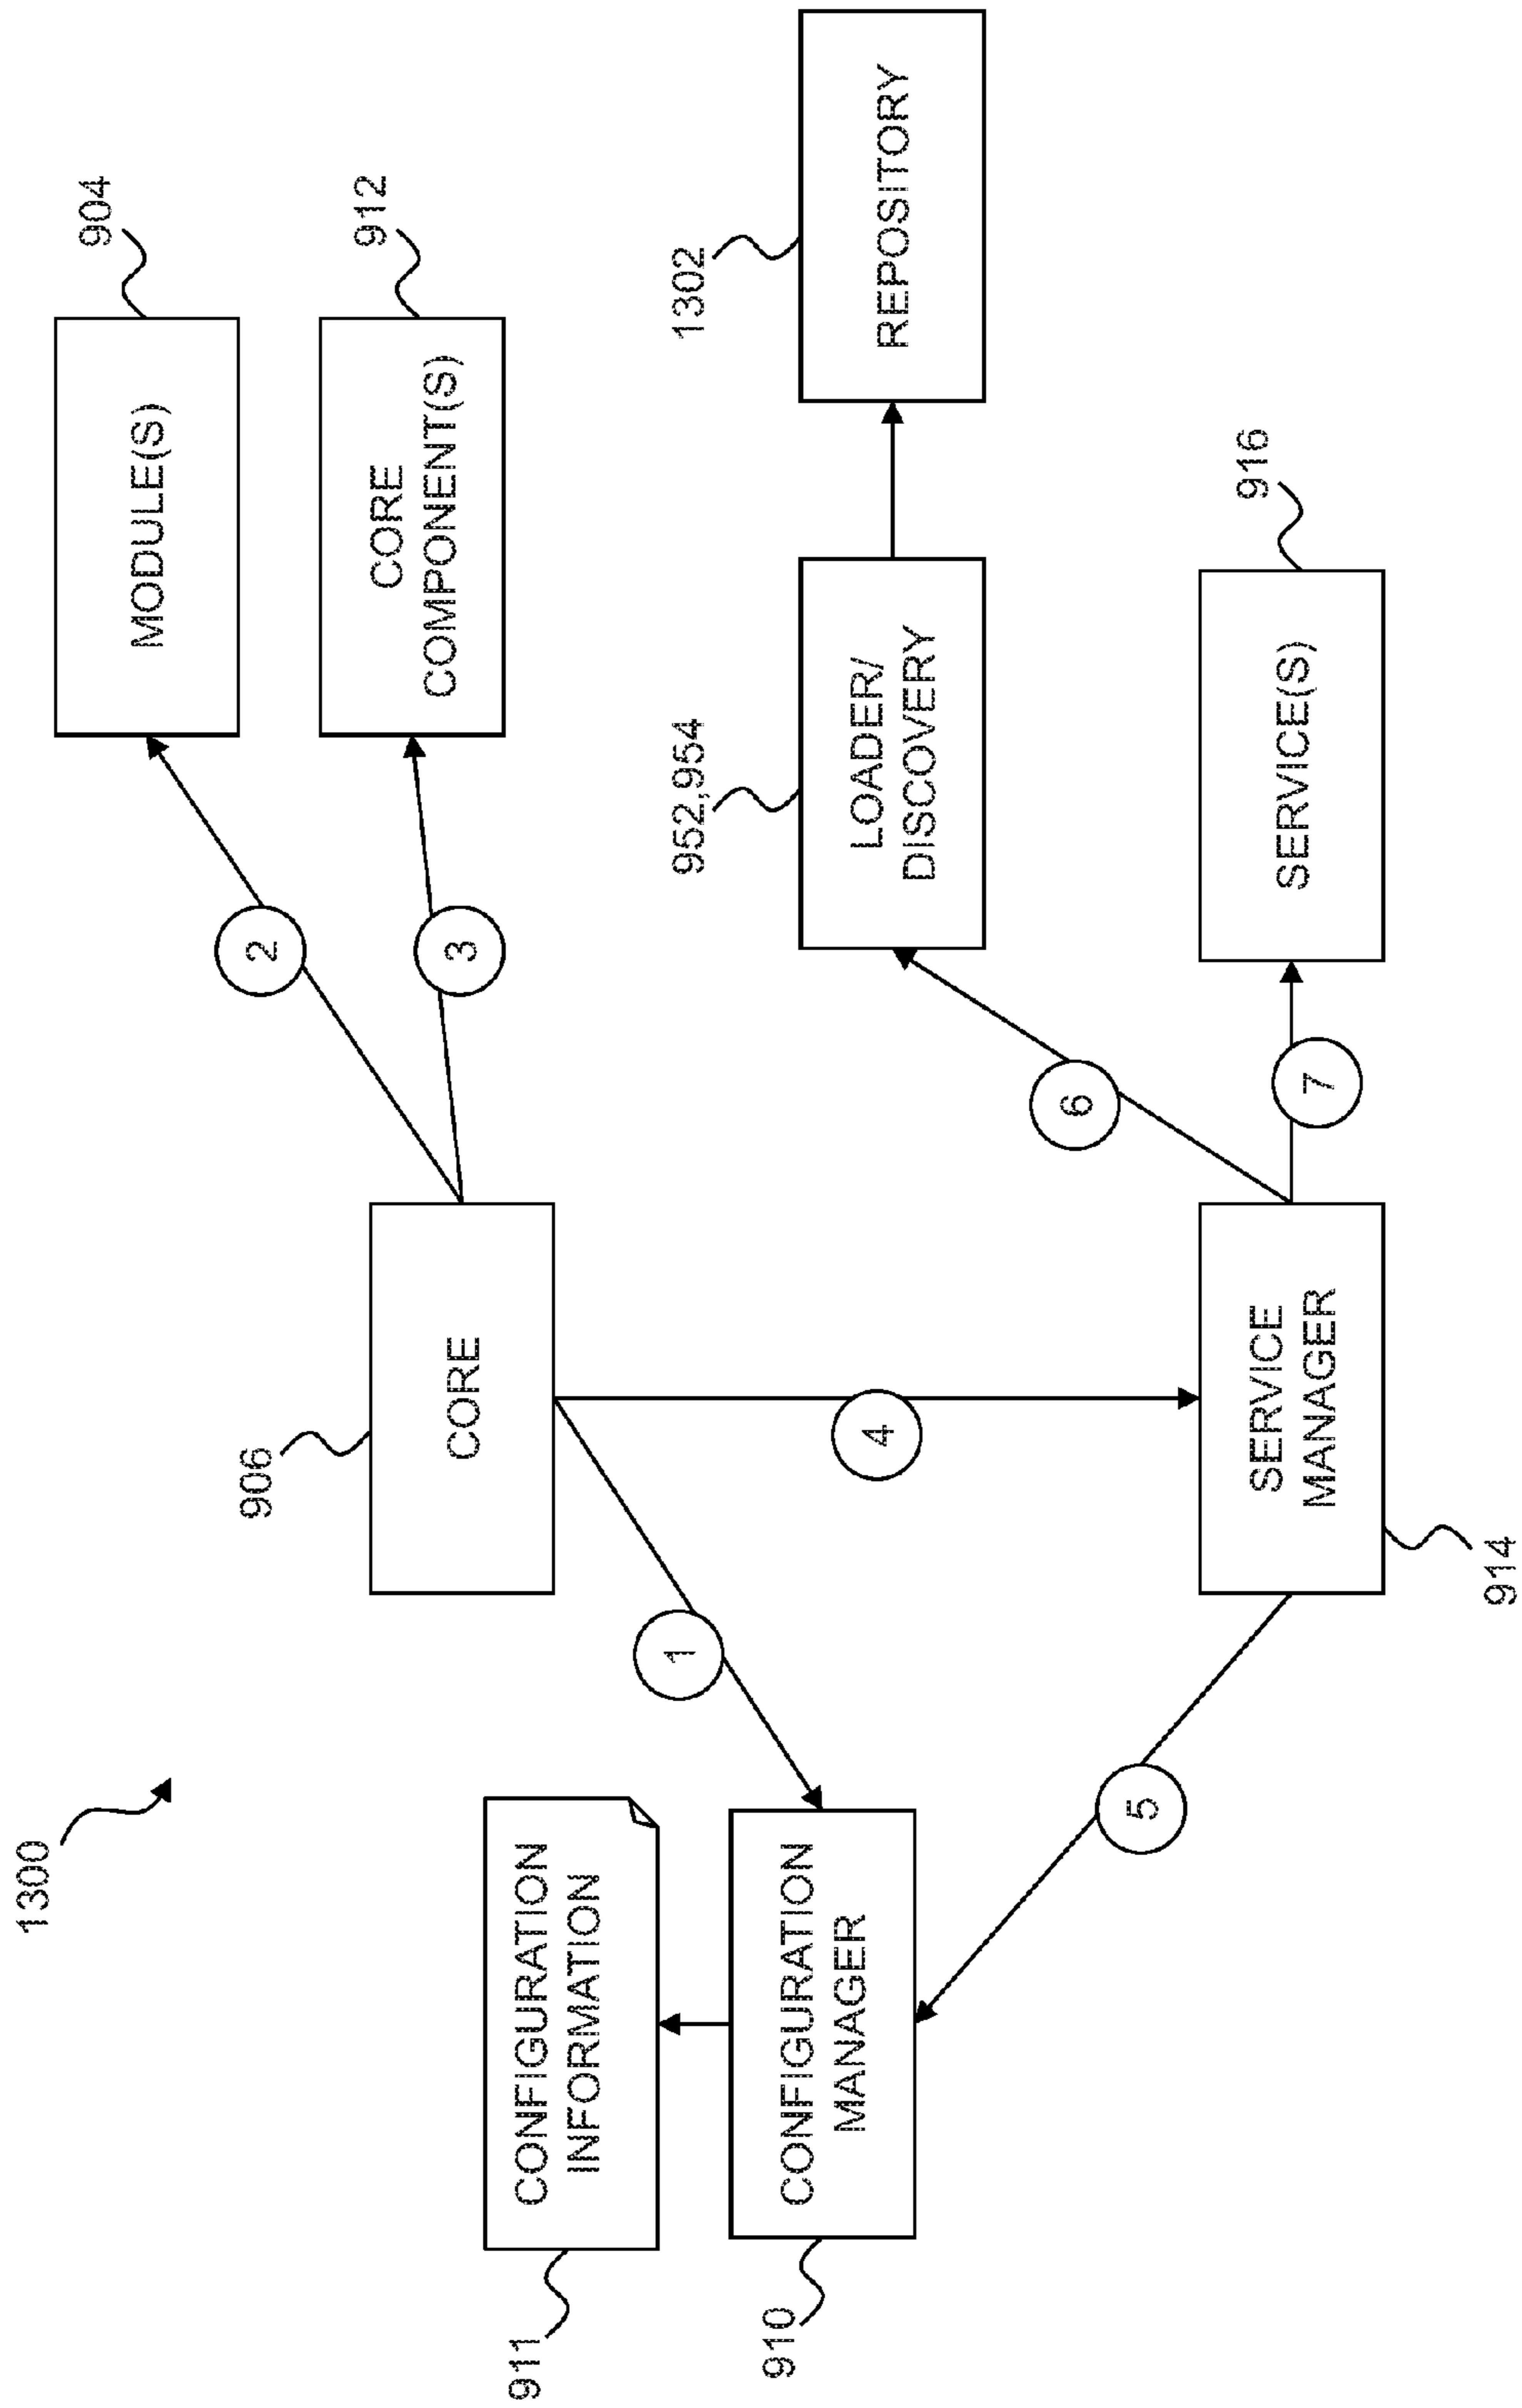 1300
904
MODULE(S)
912
CORE
COMPONENT(S)
2
3
906
CORE
911
CONFIGURATION
INFORMATION
1
1302
REPOSITORY
952,954
LOADER/
DISCOVERY
910
CONFIGURATION
MANAGER
4
6
5
916
SERVICE(S)
7
SERVICE
MANAGER
914